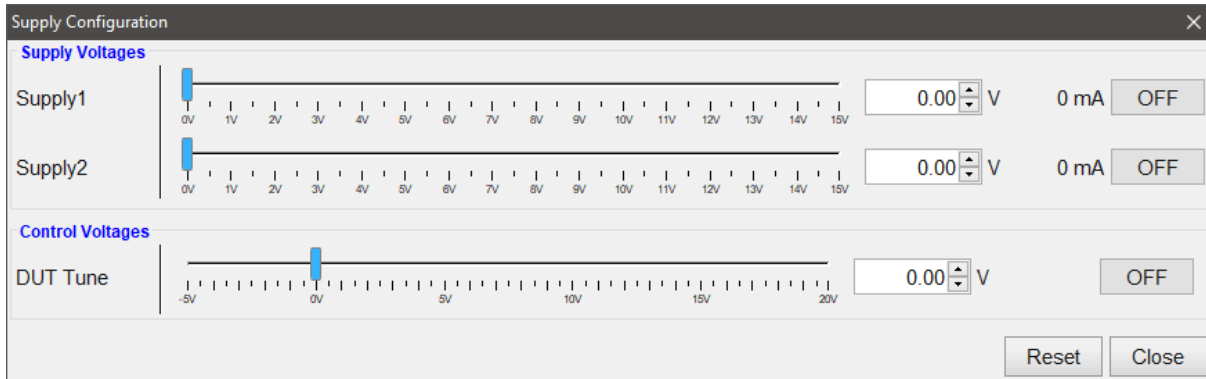 Supply Configuration
Supply Voltages
Supply1 0.00 V 0 mA OFF
0V 1V 2V 3V 4V 5V 6V 7V 8V 9V 10V 11V 12V 13V 14V 15V
Supply2 0.00 V 0 mA OFF
0V 1V 2V 3V 4V 5V 6V 7V 8V 9V 10V 11V 12V 13V 14V 15V
Control Voltages
DUT Tune 0.00 V OFF
-5V 0V 5V 10V 15V 20V
Reset Close